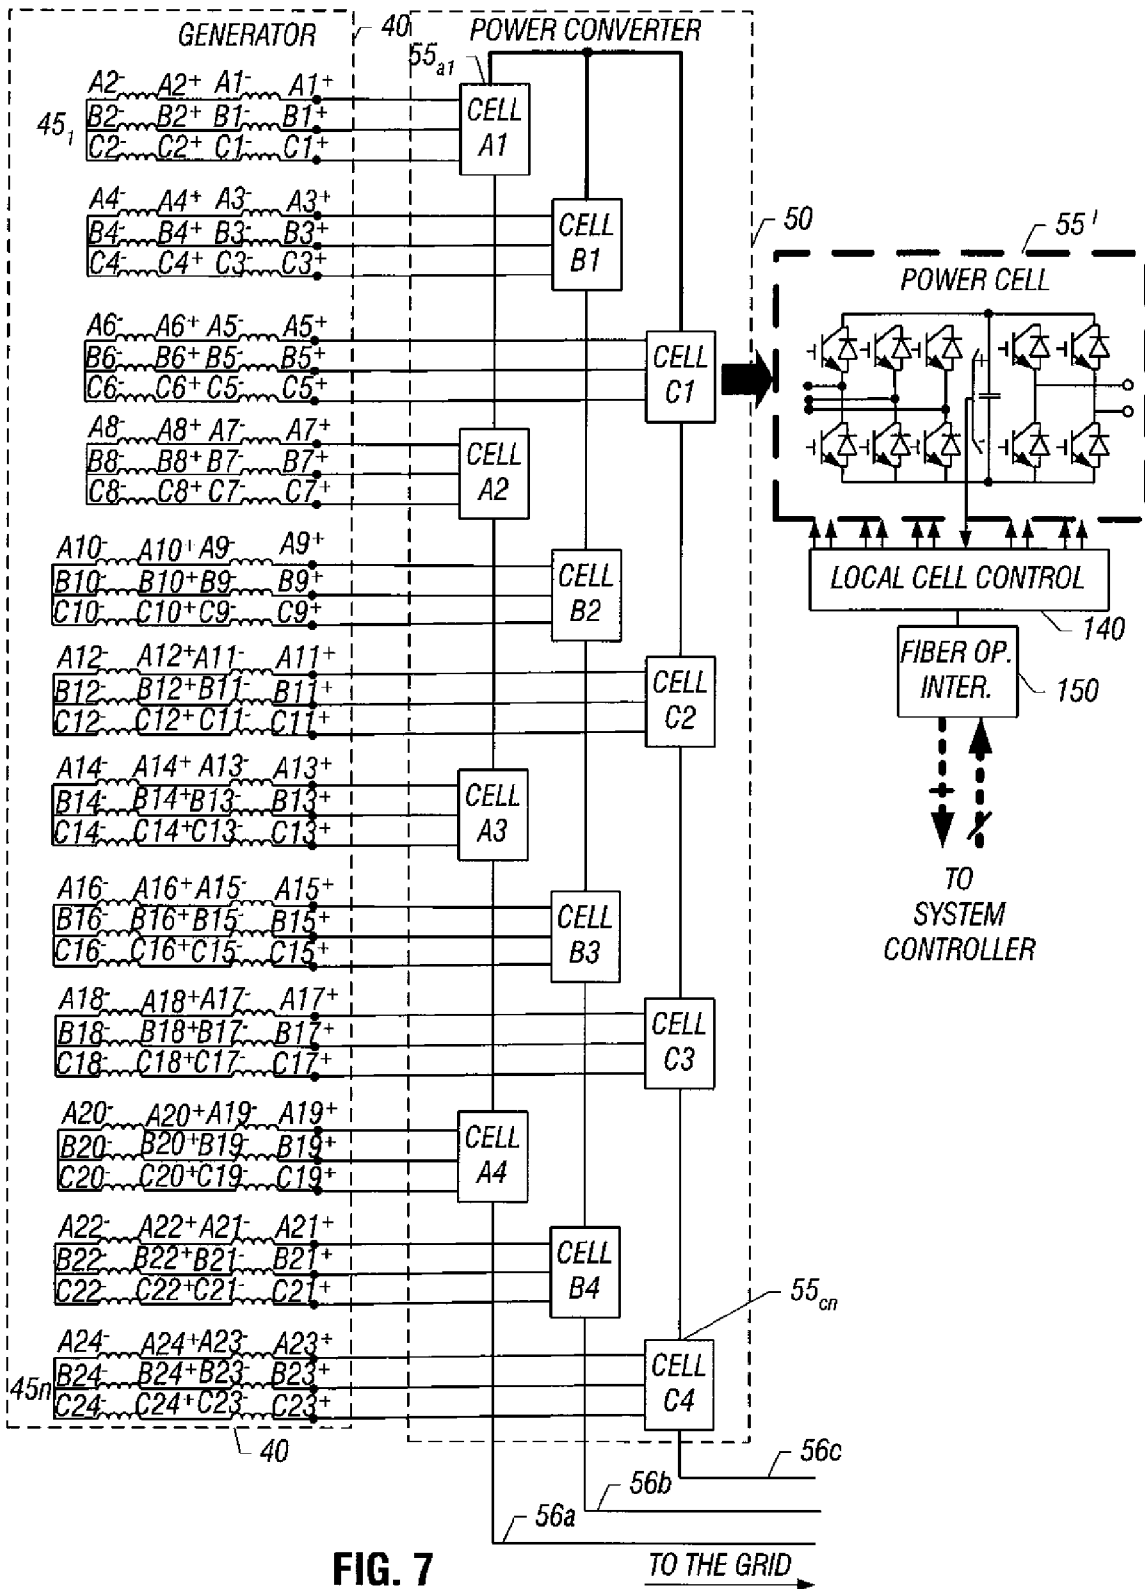 GENERATOR
40
POWER CONVERTER
55a1
A2- A2+ A1- A1+
B2- B2+ B1- B1+
C2- C2+ C1- C1+
451
CELL A1
A4- A4+ A3- A3+
B4- B4+ B3- B3+
C4- C4+ C3- C3+
CELL B1
50
A6- A6+ A5- A5+
B6- B6+ B5- B5+
C6- C6+ C5- C5+
CELL C1
A8- A8+ A7- A7+
B8- B8+ B7- B7+
C8- C8+ C7- C7+
CELL A2
A10- A10+ A9- A9+
B10- B10+ B9- B9+
C10- C10+ C9- C9+
CELL B2
A12- A12+ A11- A11+
B12- B12+ B11- B11+
C12- C12+ C11- C11+
CELL C2
A14- A14+ A13- A13+
B14- B14+ B13- B13+
C14- C14+ C13- C13+
CELL A3
A16- A16+ A15- A15+
B16- B16+ B15- B15+
C16- C16+ C15- C15+
CELL B3
A18- A18+ A17- A17+
B18- B18+ B17- B17+
C18- C18+ C17- C17+
CELL C3
A20- A20+ A19- A19+
B20- B20+ B19- B19+
C20- C20+ C19- C19+
CELL A4
A22- A22+ A21- A21+
B22- B22+ B21- B21+
C22- C22+ C21- C21+
CELL B4
55cn
A24- A24+ A23- A23+
B24- B24+ B23- B23+
C24- C24+ C23- C23+
45n
CELL C4
40
55'
POWER CELL
+
-
LOCAL CELL CONTROL
140
FIBER OP.
INTER.
150
TO
SYSTEM
CONTROLLER
56c
56b
56a
TO THE GRID
FIG. 7